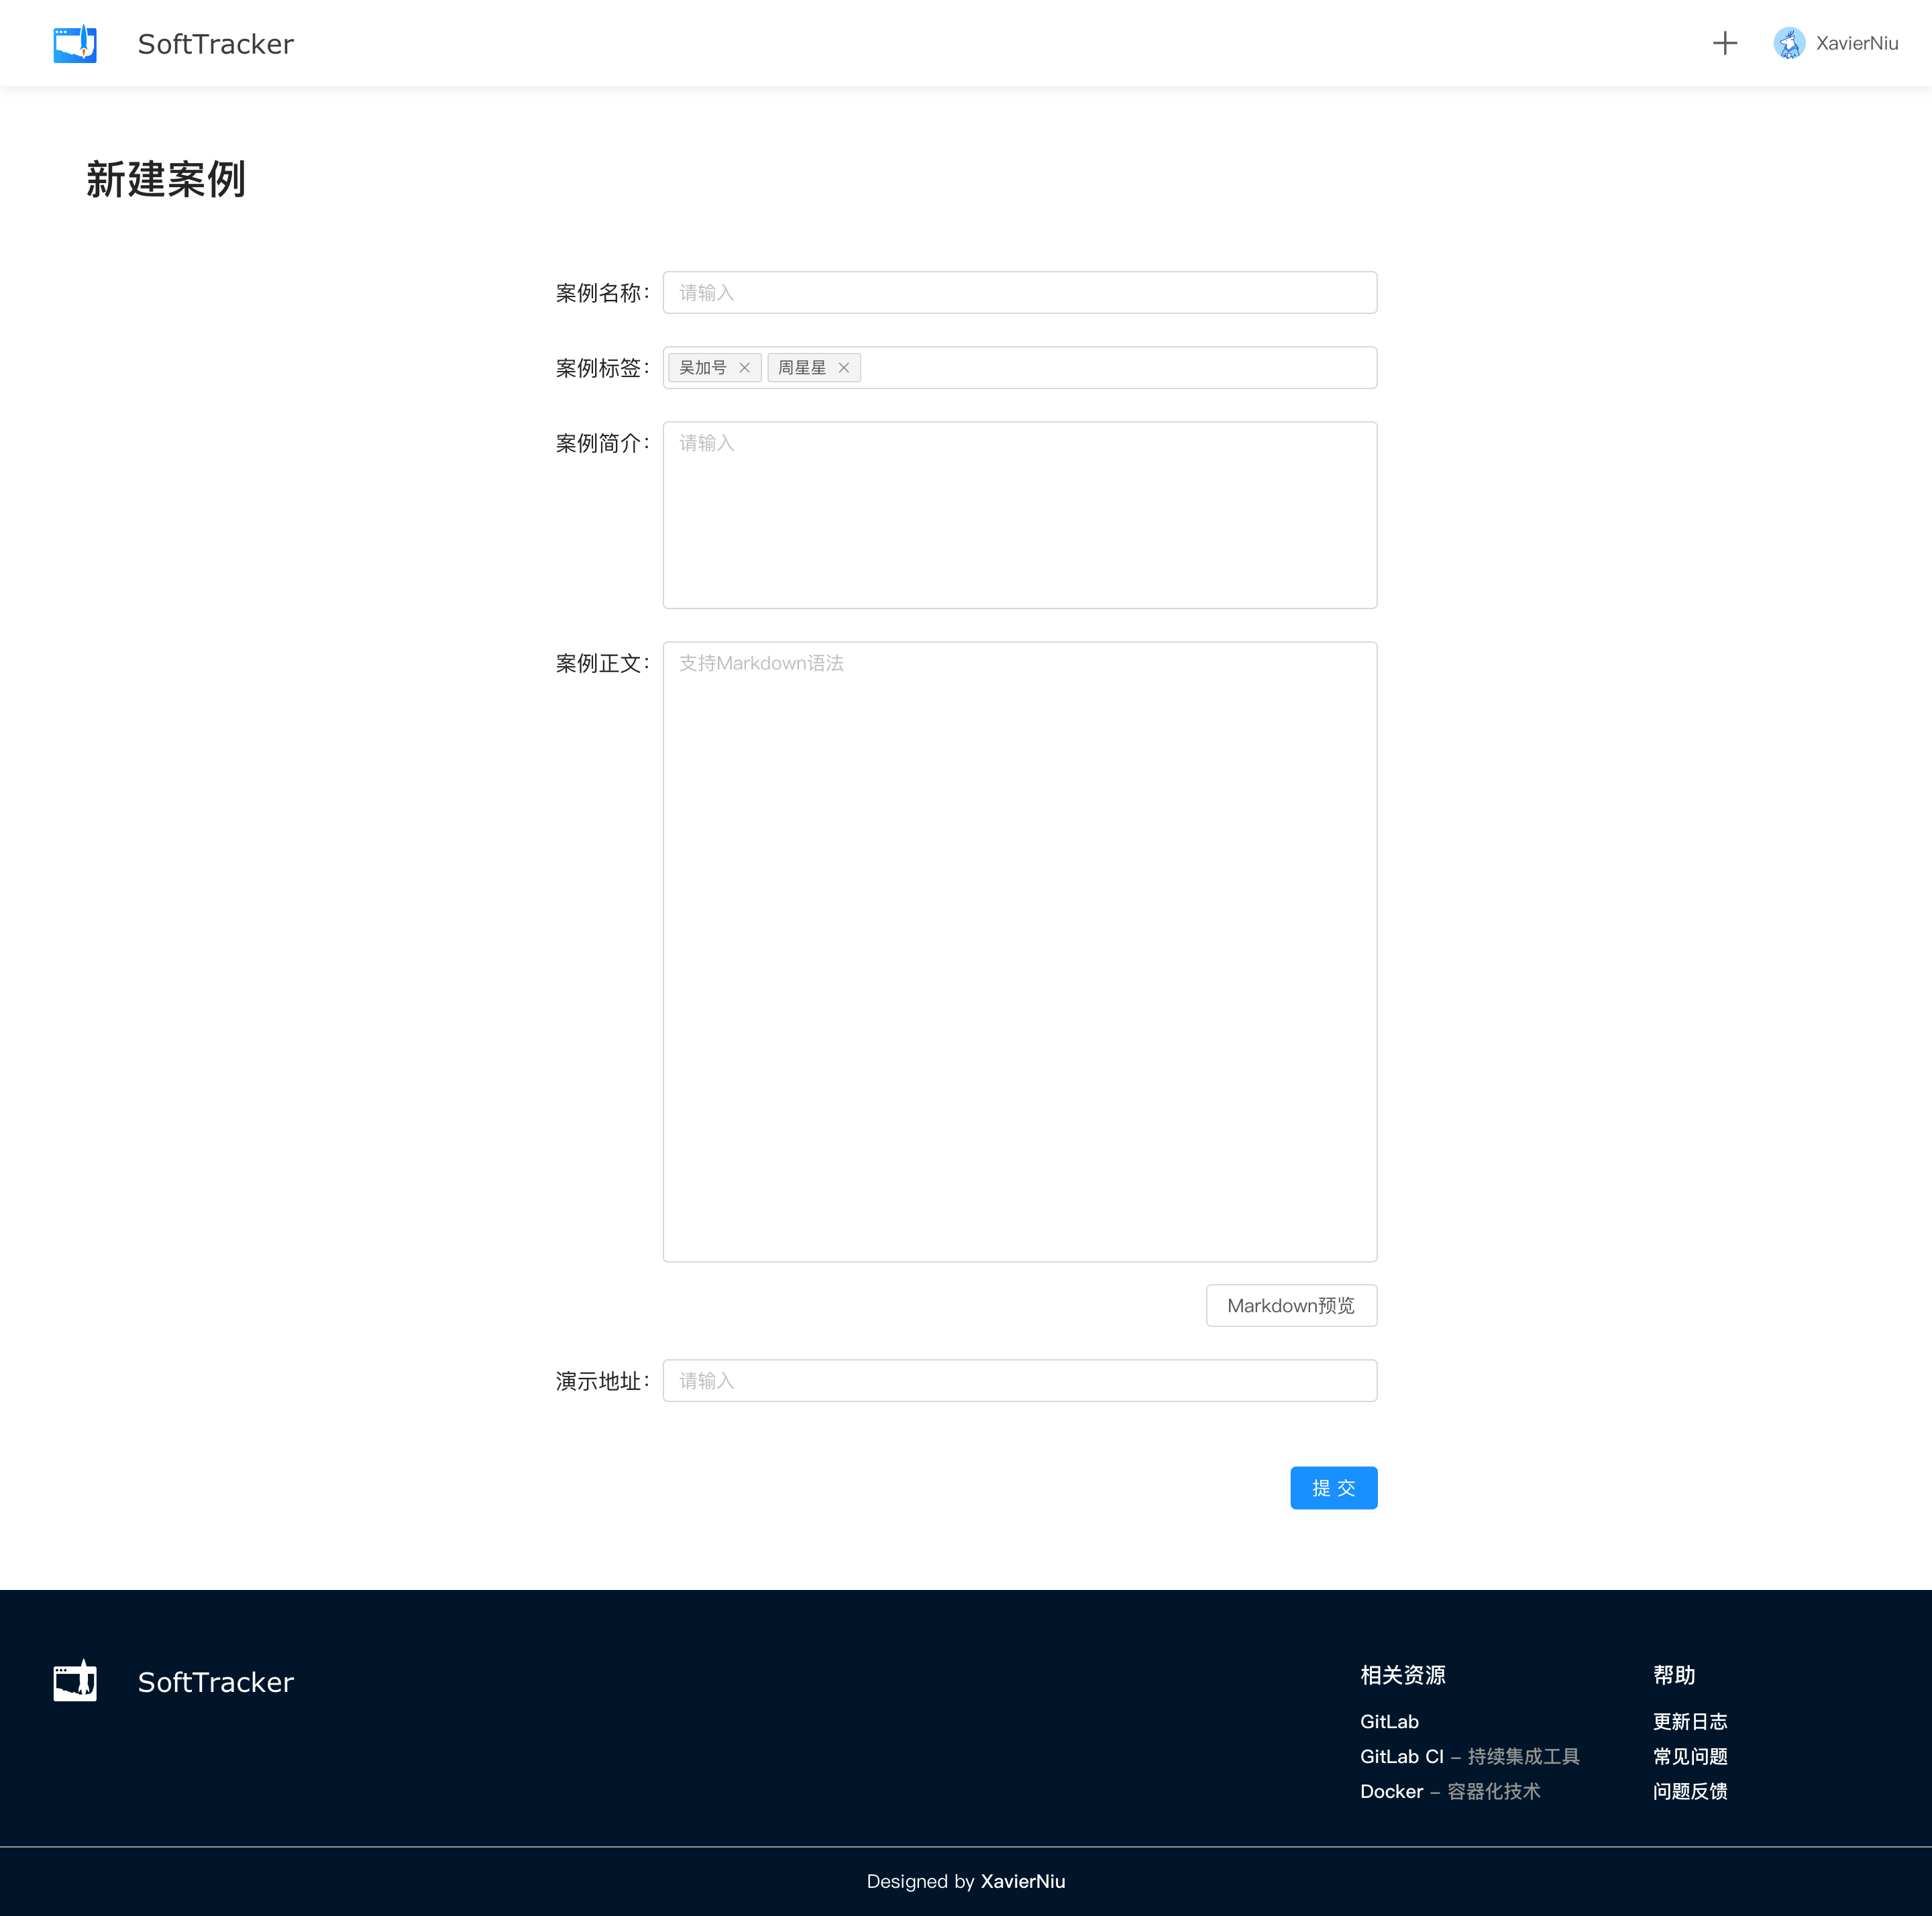 SoftTracker
XavierNiu
新建案例
案例名称：
请输入
案例标签：
吴加号
周星星
案例简介：
请输入
案例正文：
支持Markdown语法
Markdown预览
演示地址：
请输入
提 交
SoftTracker
相关资源
GitLab
GitLab CI – 持续集成工具
Docker – 容器化技术
帮助
更新日志
常见问题
问题反馈
Designed by XavierNiu